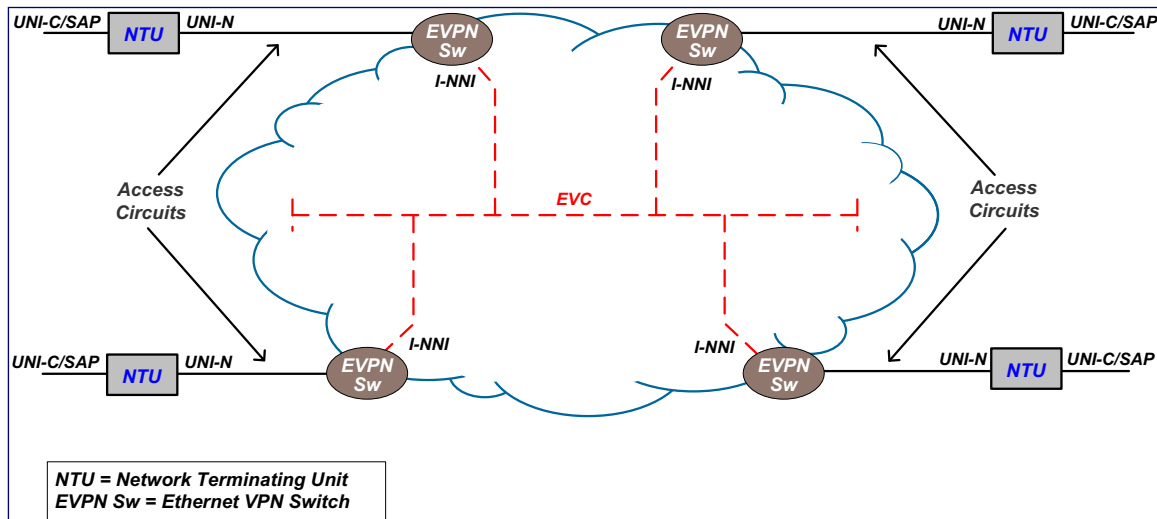 UNI-C/SAP
NTU
UNI-N
EVPN
Sw
I-NNI
EVPN
Sw
I-NNI
UNI-N
NTU
UNI-C/SAP
Access
Circuits
EVC
Access
Circuits
UNI-C/SAP
NTU
UNI-N
EVPN
Sw
I-NNI
I-NNI
EVPN
Sw
UNI-N
NTU
UNI-C/SAP
NTU = Network Terminating Unit
EVPN Sw = Ethernet VPN Switch